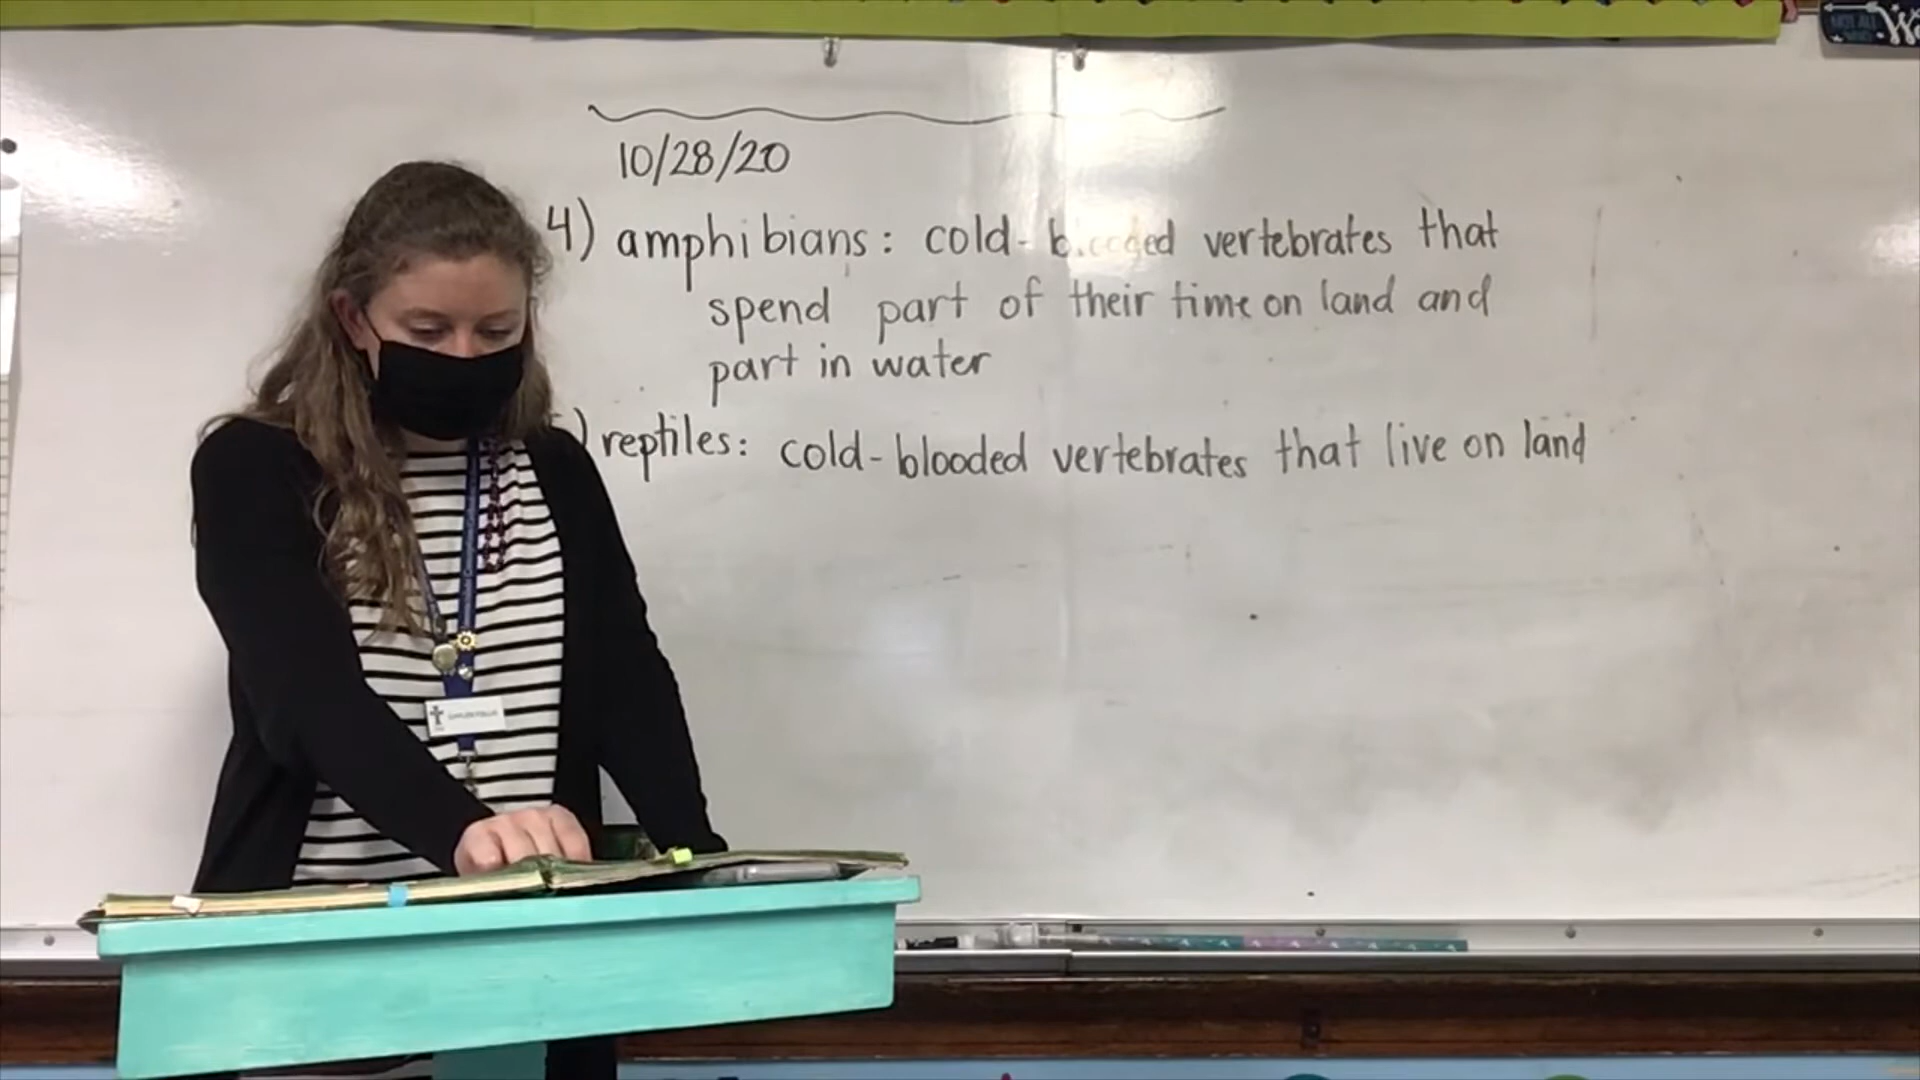 10/28/20
4) amphibians: cold-blooded vertebrates that
spend part of their time on land and
part in water
) reptiles: cold-blooded vertebrates that live on land